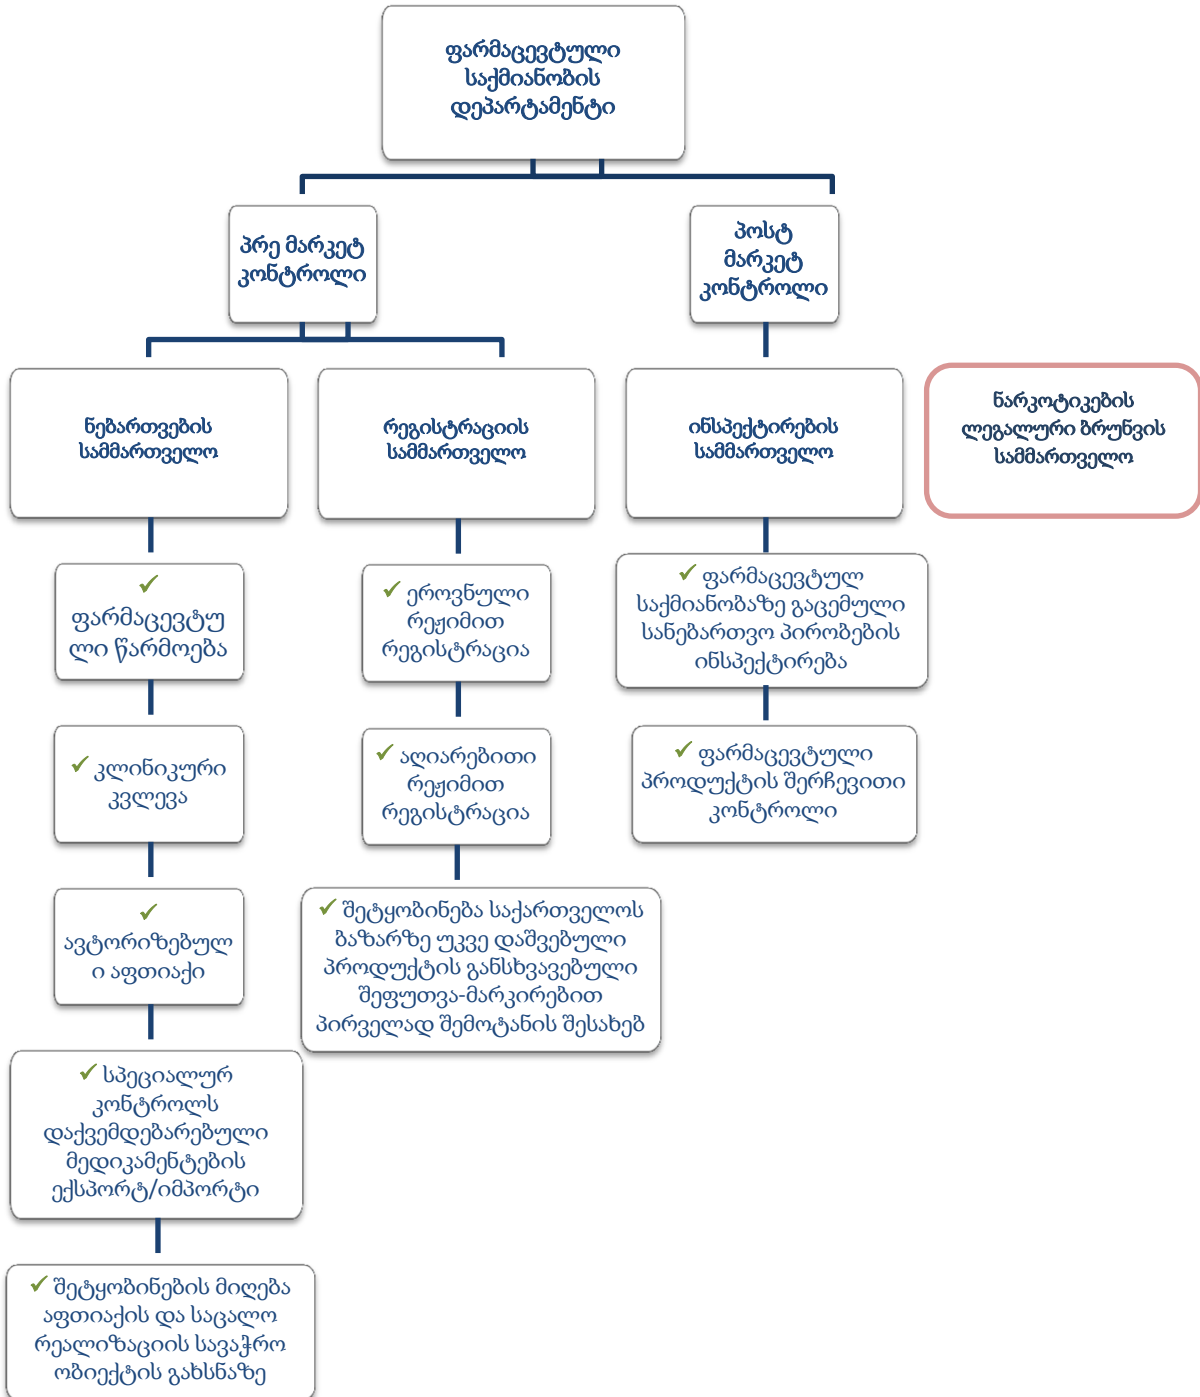 ფარმაცევტული
საქმიანობის
დეპარტამენტი
პრე მარკეტ
კონტროლი
პოსტ
მარკეტ
კონტროლი
ნებართვების
სამმართველო
რეგისტრაციის
სამმართველო
ინსპექტირების
სამმართველო
ნარკოტიკების
ლეგალური ბრუნვის
სამმართველო
✓
ფარმაცევტუ
ლი წარმოება
✓ კლინიკური
კვლევა
✓
ავტორიზებულ
ი აფთიაქი
✓ სპეციალურ
კონტროლს
დაქვემდებარებული
მედიკამენტების
ექსპორტ/იმპორტი
✓ შეტყობინების მიღება
აფთიაქის და საცალო
რეალიზაციის სავაჭრო
ობიექტის გახსნაზე
✓ ეროვნული
რეჟიმით
რეგისტრაცია
✓ აღიარებითი
რეჟიმით
რეგისტრაცია
✓ შეტყობინება საქართველოს
ბაზარზე უკვე დაშვებული
პროდუქტის განსხვავებული
შეფუთვა-მარკირებით
პირველად შემოტანის შესახებ
✓ ფარმაცევტულ
საქმიანობაზე გაცემული
სანებართვო პირობების
ინსპექტირება
✓ ფარმაცევტული
პროდუქტის შერჩევითი
კონტროლი